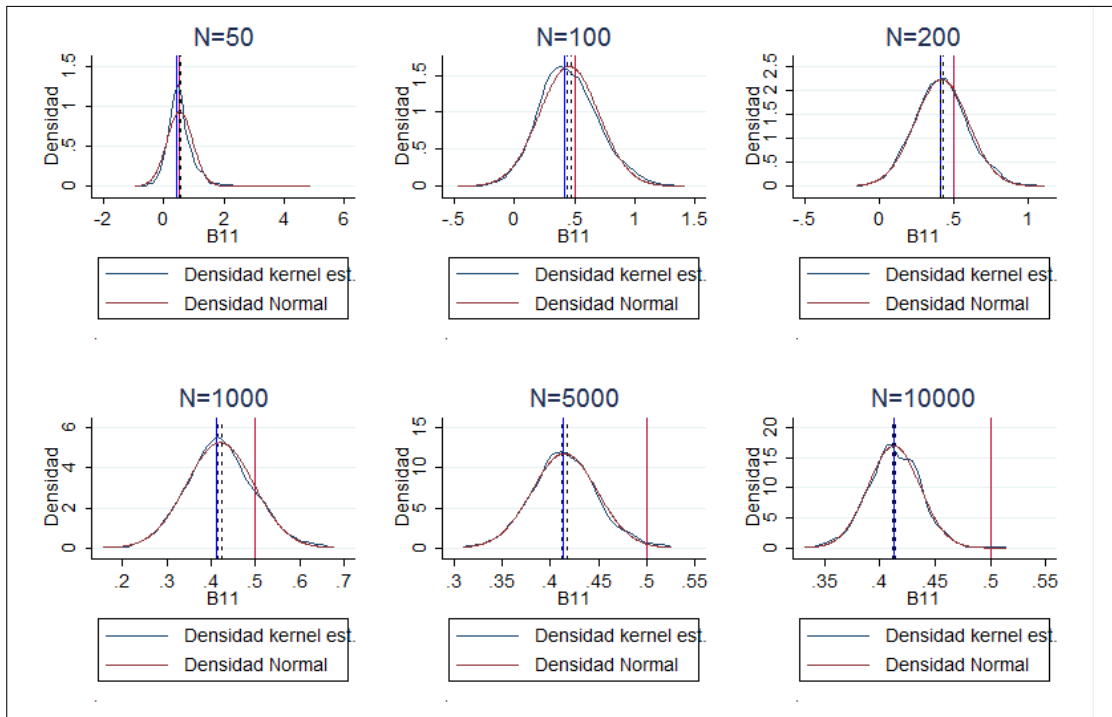 N=50
Densidad
0 .5 1 1.5
-2 0 2 4 6
B11
Densidad kernel est.
Densidad Normal
N=100
Densidad
0 .5 1 1.5
-.5 0 .5 1 1.5
B11
Densidad kernel est.
Densidad Normal
N=200
Densidad
0 .5 1 1.5 2 2.5
-.5 0 .5 1
B11
Densidad kernel est.
Densidad Normal
N=1000
Densidad
0 2 4 6
.2 .3 .4 .5 .6 .7
B11
Densidad kernel est.
Densidad Normal
N=5000
Densidad
0 5 10 15
.3 .35 .4 .45 .5 .55
B11
Densidad kernel est.
Densidad Normal
N=10000
Densidad
0 5 10 15 20
.35 .4 .45 .5 .55
B11
Densidad kernel est.
Densidad Normal